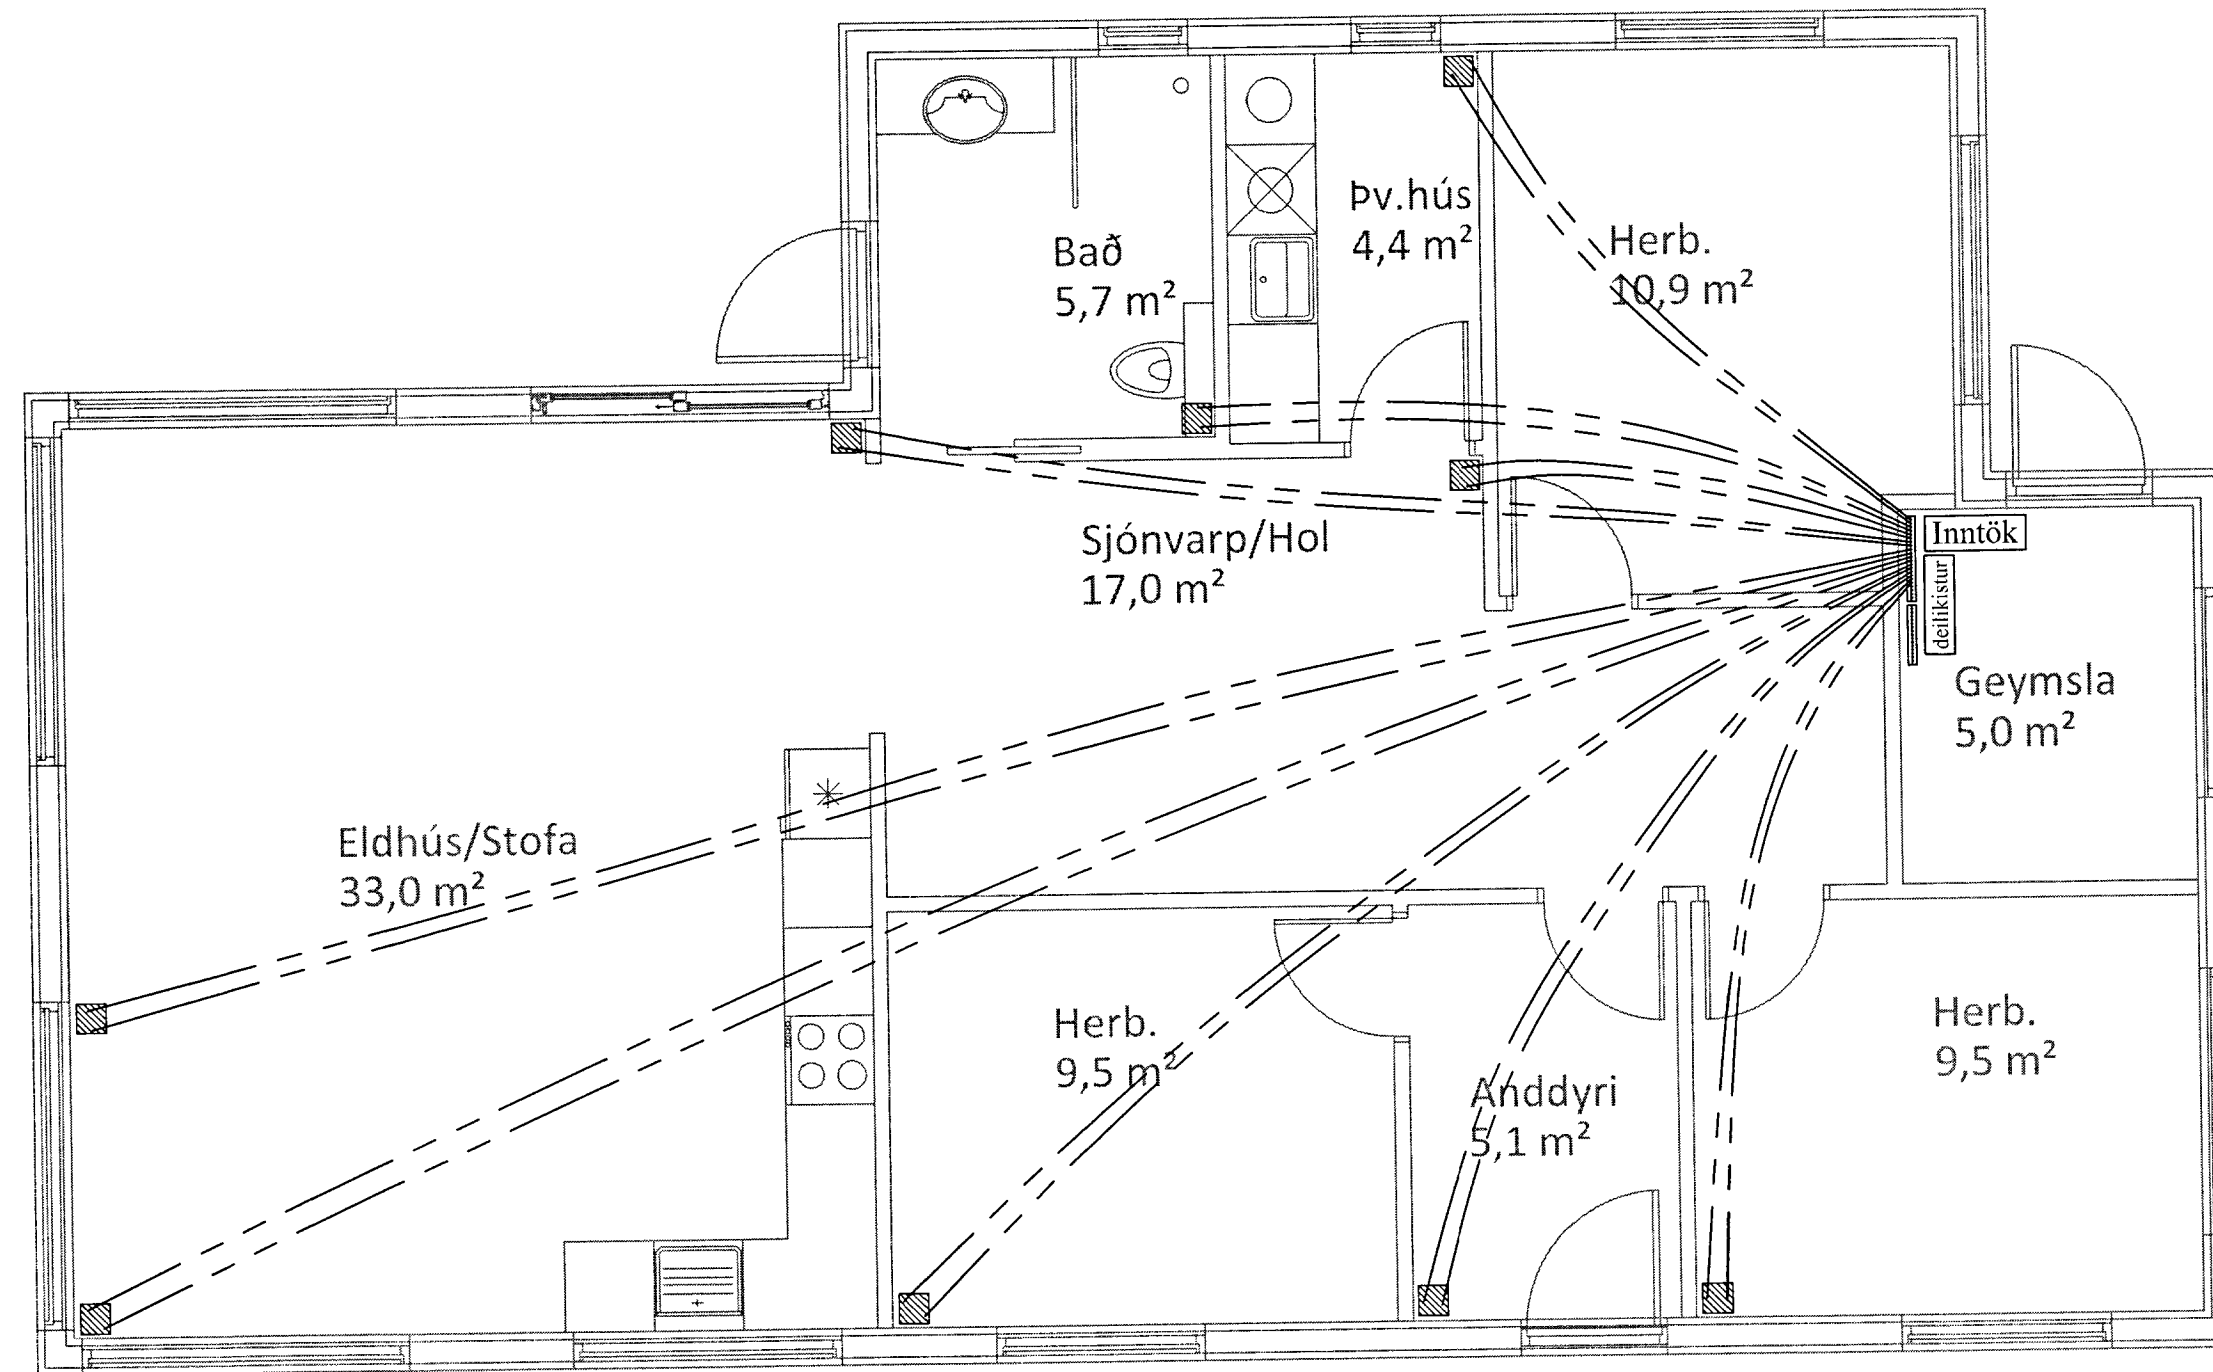 Þv.hús
4,4 m²
Bað
5,7 m²
Herb.
10,9 m²
Inntök
deilikistur
Sjónvarp/Hol
17,0 m²
Geymsla
5,0 m²
Eldhús/Stofa
33,0 m²
Herb.
9,5 m²
Anddyri
5,1 m²
Herb.
9,5 m²